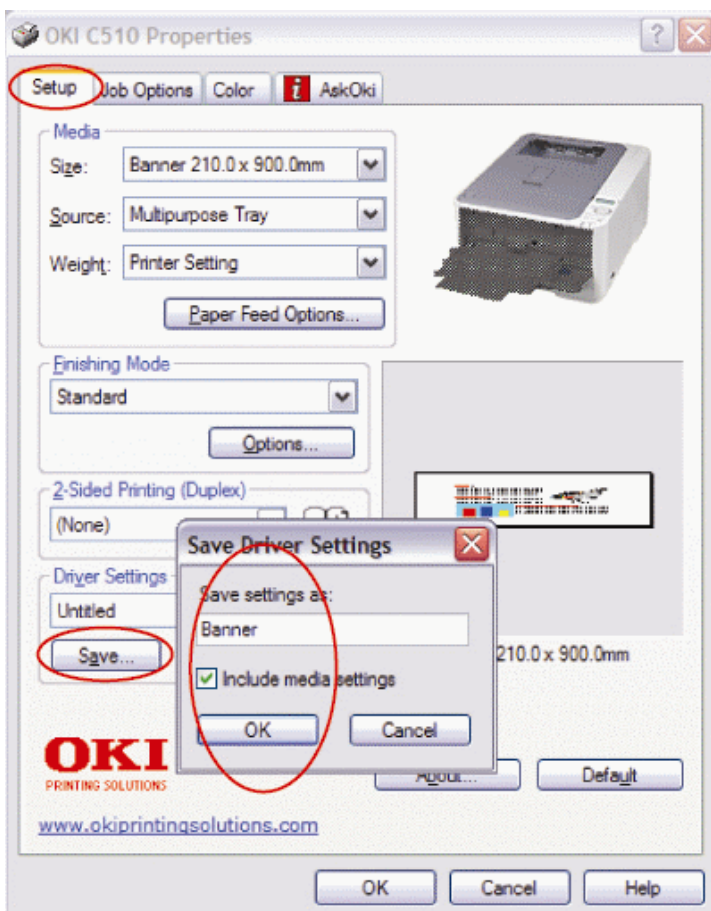 OKI C510 Properties
Setup Job Options Color i AskOki
Media
Size: Banner 210.0 x 900.0mm
Source: Multipurpose Tray
Weight: Printer Setting
Paper Feed Options...
Finishing Mode
Standard
Options...
2-Sided Printing (Duplex)
(None)
Save Driver Settings
Driver Settings
Save settings as:
Untitled
Banner
Save...
210.0 x 900.0mm
Include media settings
OK Cancel
OKI
PRINTING SOLUTIONS
About... Default
www.okiprintingsolutions.com
OK Cancel Help